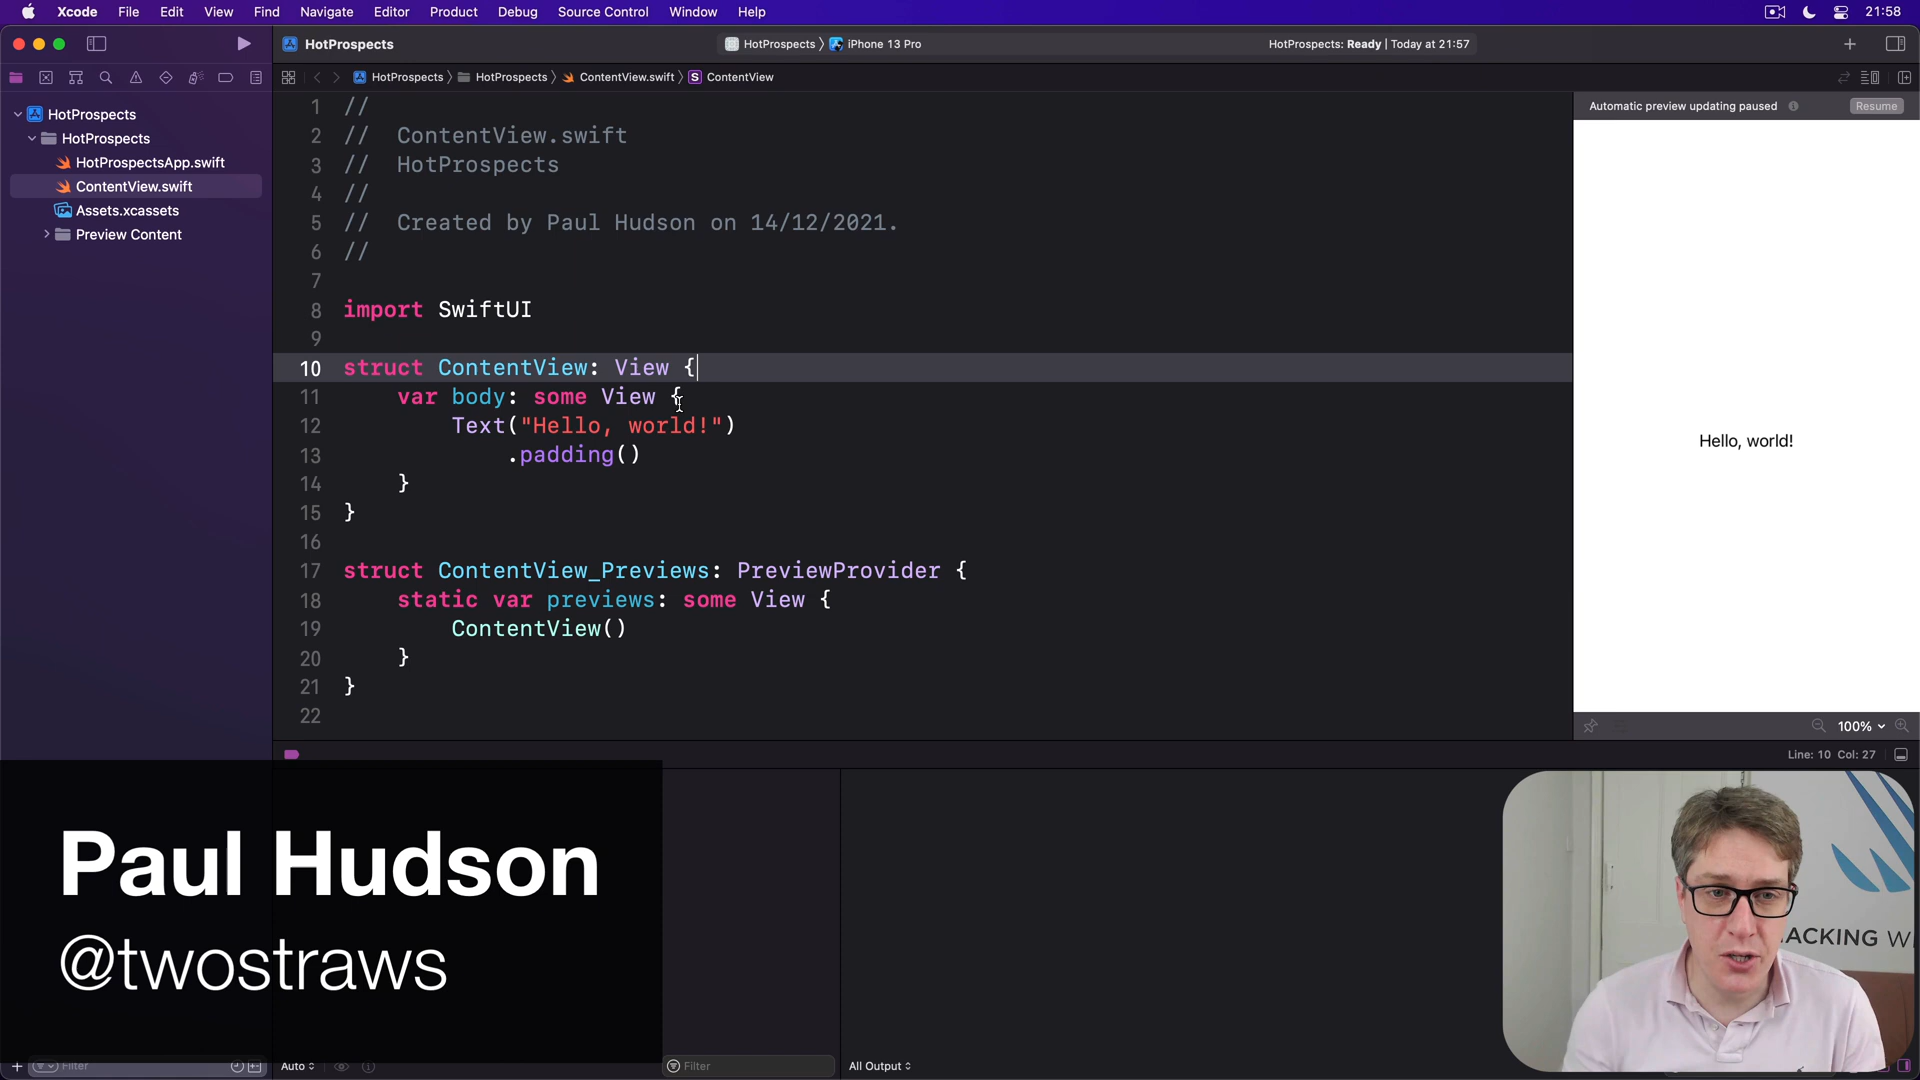 Xcode File Edit View Find Navigate Editor Product Debug Source Control Window Help 21:58
HotProspects HotProspects iPhone 13 Pro HotProspects: Ready | Today at 21:57
HotProspects HotProspects ContentView.swift S ContentView
HotProspects
HotProspects
HotProspectsApp.swift
ContentView.swift
Assets.xcassets
Preview Content
1 //
2 // ContentView.swift
3 // HotProspects
4 //
5 // Created by Paul Hudson on 14/12/2021.
6 //
7
8 import SwiftUI
9
10 struct ContentView: View {
11 var body: some View {
12 Text("Hello, world!")
13 .padding()
14 }
15 }
16
17 struct ContentView_Previews: PreviewProvider {
18 static var previews: some View {
19 ContentView()
20 }
21 }
22
Automatic preview updating paused Resume
Hello, world!
100%
Line: 10 Col: 27
Paul Hudson
@twostraws
ACKING W
Filter Auto Filter All Output